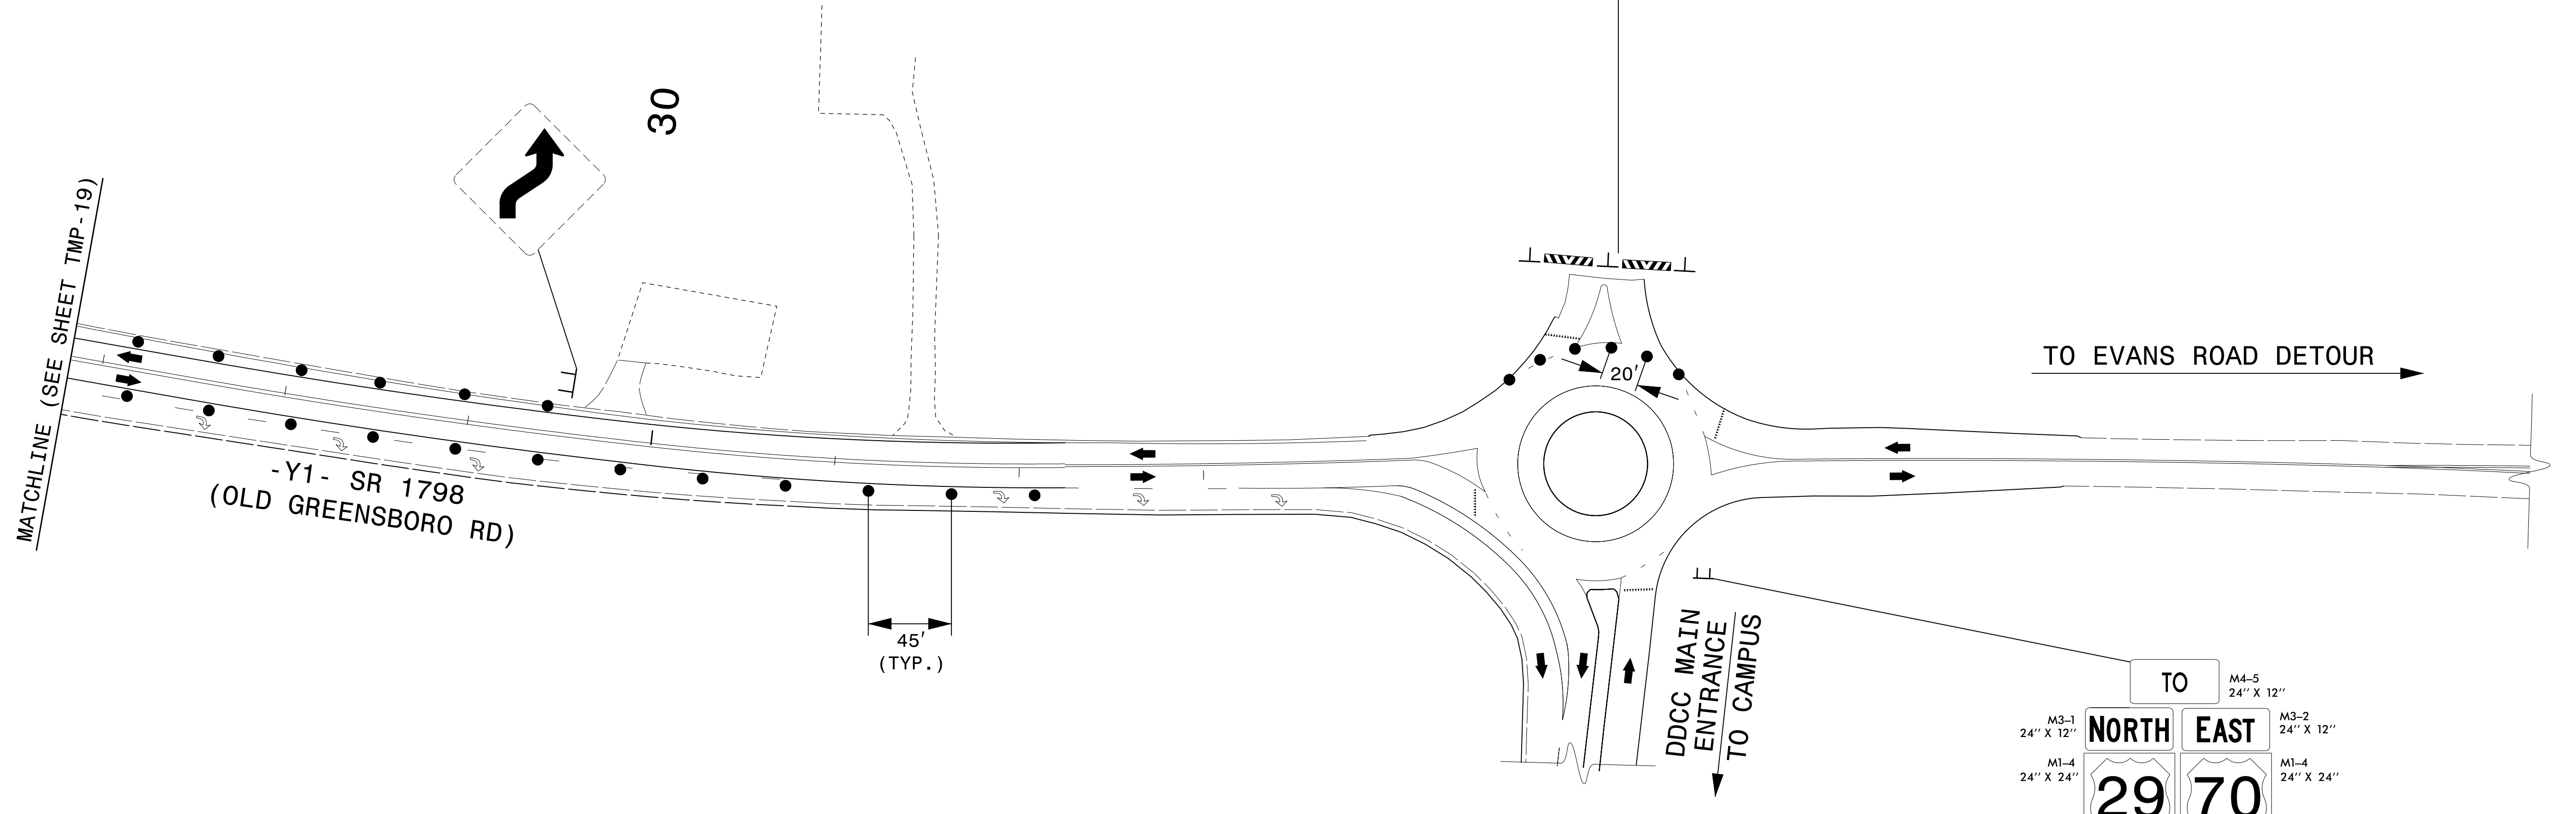 30
MATCHLINE (SEE SHEET TMP-19)
-Y1- SR 1798
(OLD GREENSBORO RD)
45'
(TYP.)
20'
TO EVANS ROAD DETOUR
DDCC MAIN
ENTRANCE
TO CAMPUS
TO
M4-5
24" X 12"
M3-1
24" X 12"
NORTH
EAST
M3-2
24" X 12"
M1-4
24" X 24"
29
70
M1-4
24" X 24"